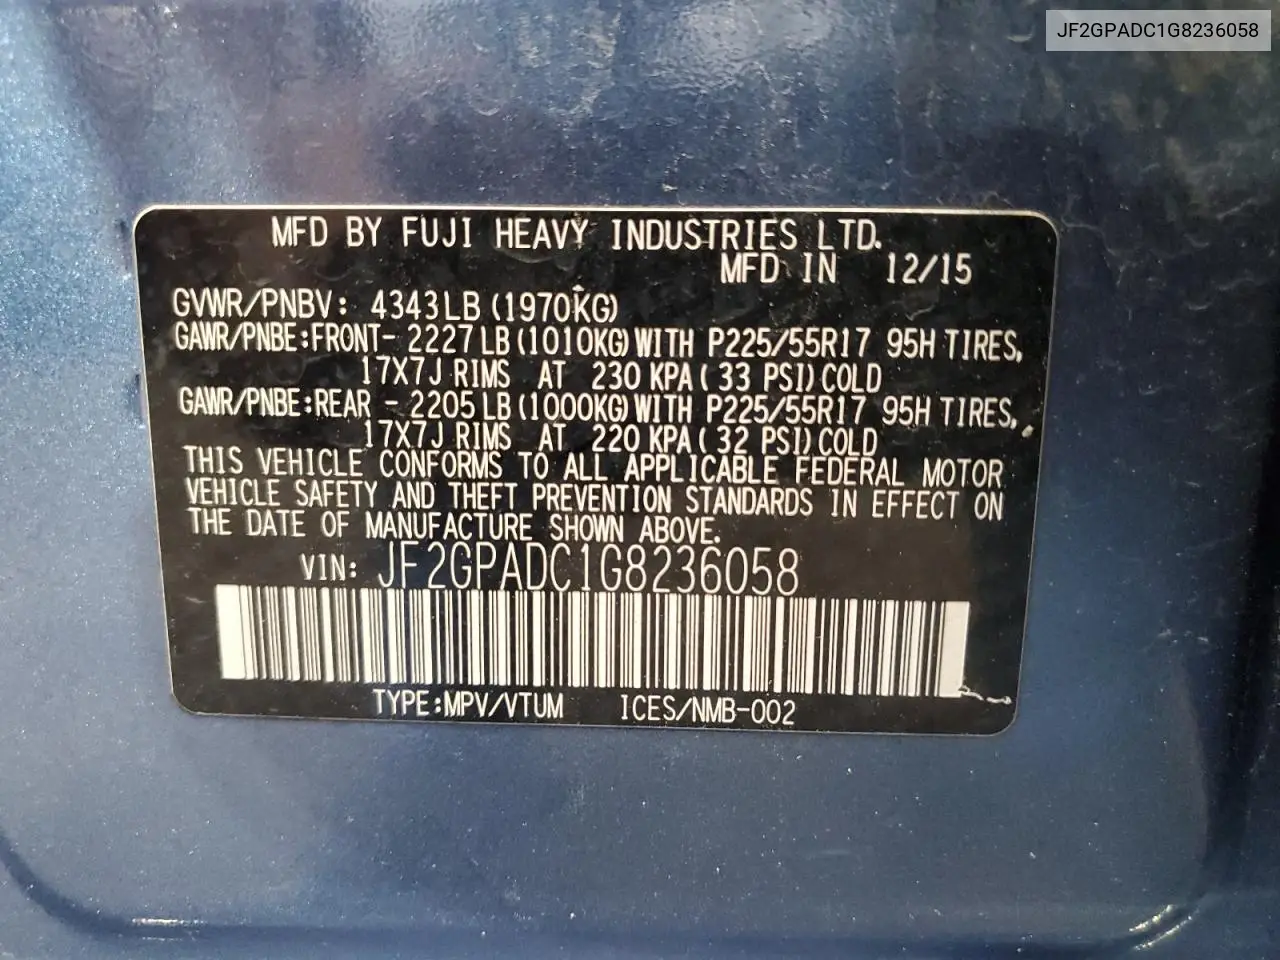 JF2GPADC1G8236058
MFD BY FUJI HEAVY INDUSTRIES LTD.
MFD IN 12/15
GVWR/PNBV: 4343LB (1970KG)
GAWR/PNBE:FRONT- 2227LB (1010KG) WITH P225/55R17 95H TIRES,
17X7J RIMS AT 230 KPA (33 PSI) COLD
GAWR/PNBE:REAR - 2205LB (1000KG) WITH P225/55R17 95H TIRES,
17X7J RIMS AT 220 KPA (32 PSI) COLD
THIS VEHICLE CONFORMS TO ALL APPLICABLE FEDERAL MOTOR
VEHICLE SAFETY AND THEFT PREVENTION STANDARDS IN EFFECT ON
THE DATE OF MANUFACTURE SHOWN ABOVE.
VIN: JF2GPADC1G8236058
TYPE:MPV/VTUM ICES/NMB-002